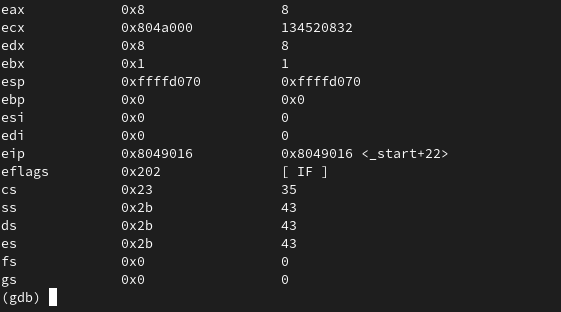 eax 0x8 8
ecx 0x804a000 134520832
edx 0x8 8
ebx 0x1 1
esp 0xffffd070 0xffffd070
ebp 0x0 0x0
esi 0x0 0
edi 0x0 0
eip 0x8049016 0x8049016 <_start+22>
eflags 0x202 [ IF ]
cs 0x23 35
ss 0x2b 43
ds 0x2b 43
es 0x2b 43
fs 0x0 0
gs 0x0 0
(gdb)